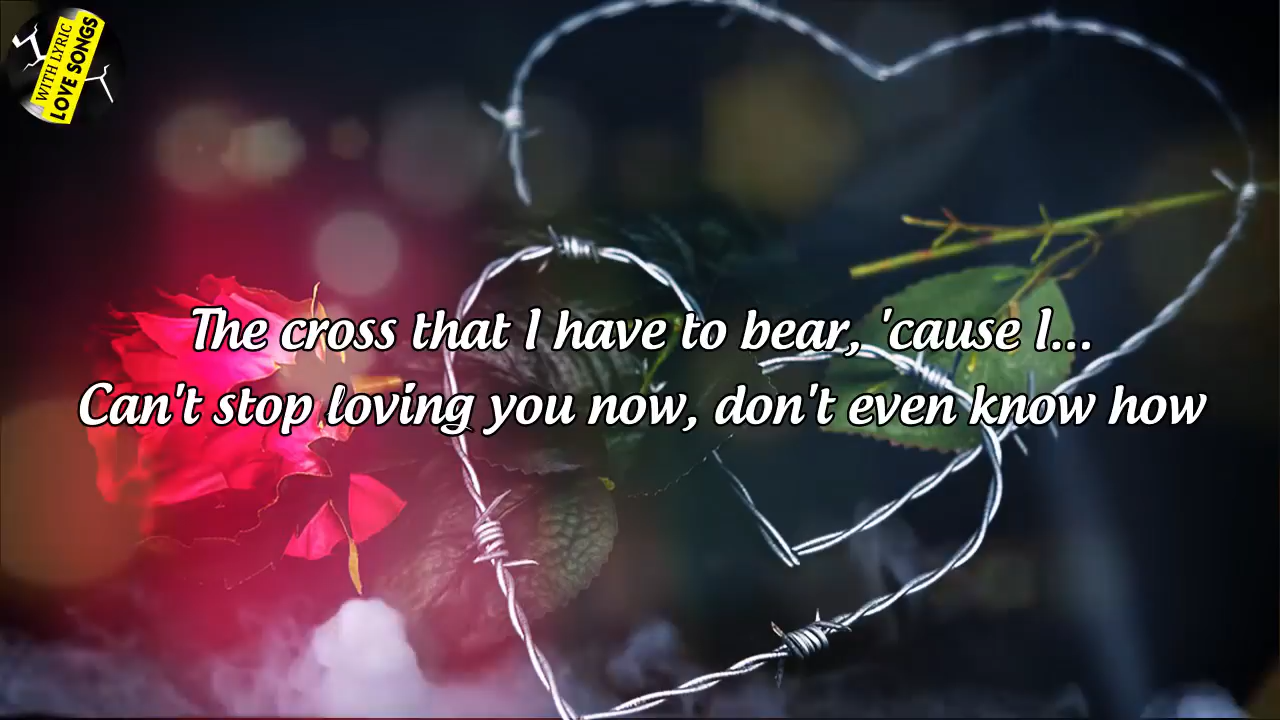 WITH LYRIC
LOVE SONGS
The cross that I have to bear, 'cause I...
Can't stop loving you now, don't even know how